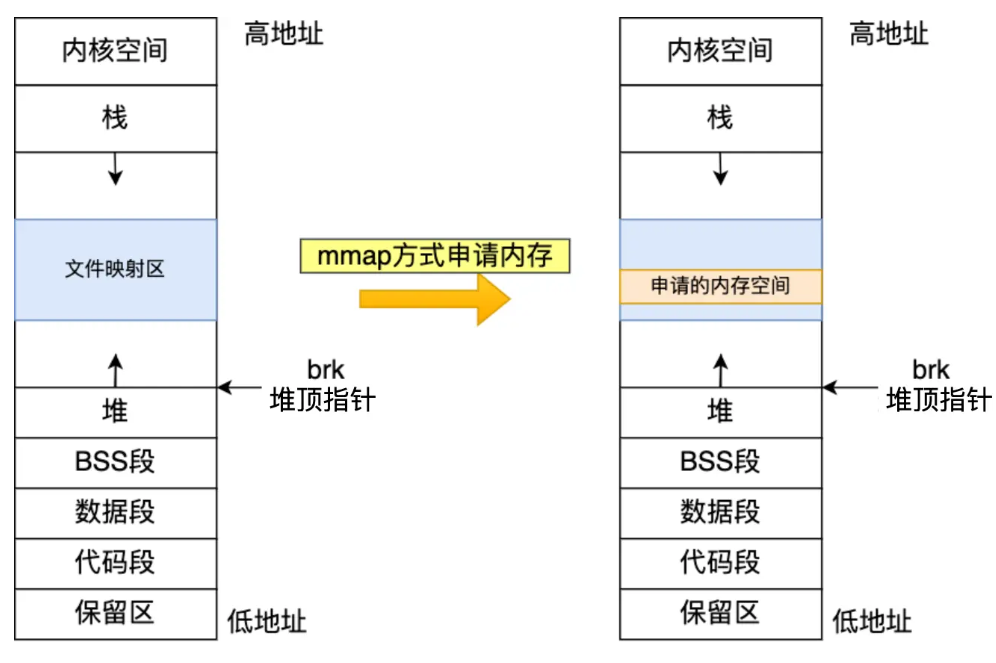 高地址
内核空间
栈
文件映射区
brk
堆顶指针
堆
BSS段
数据段
代码段
保留区
低地址
mmap方式申请内存
高地址
内核空间
栈
申请的内存空间
brk
堆顶指针
堆
BSS段
数据段
代码段
保留区
低地址